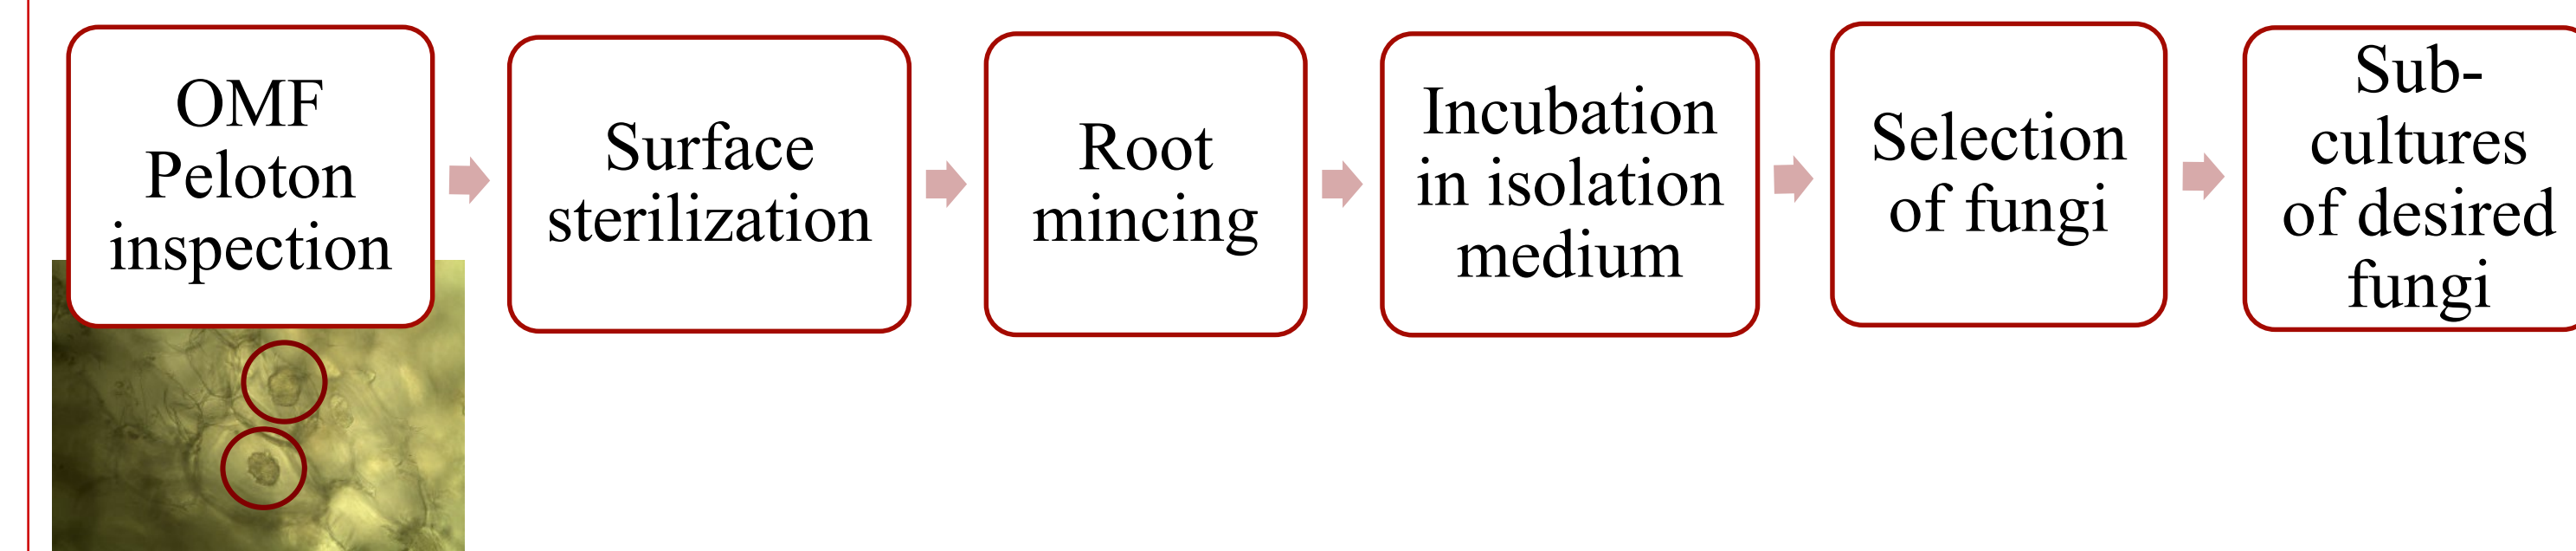 OMF
Peloton
inspection
Surface
sterilization
Root
mincing
Incubation
in isolation
medium
Selection
of fungi
Sub-
cultures
of desired
fungi